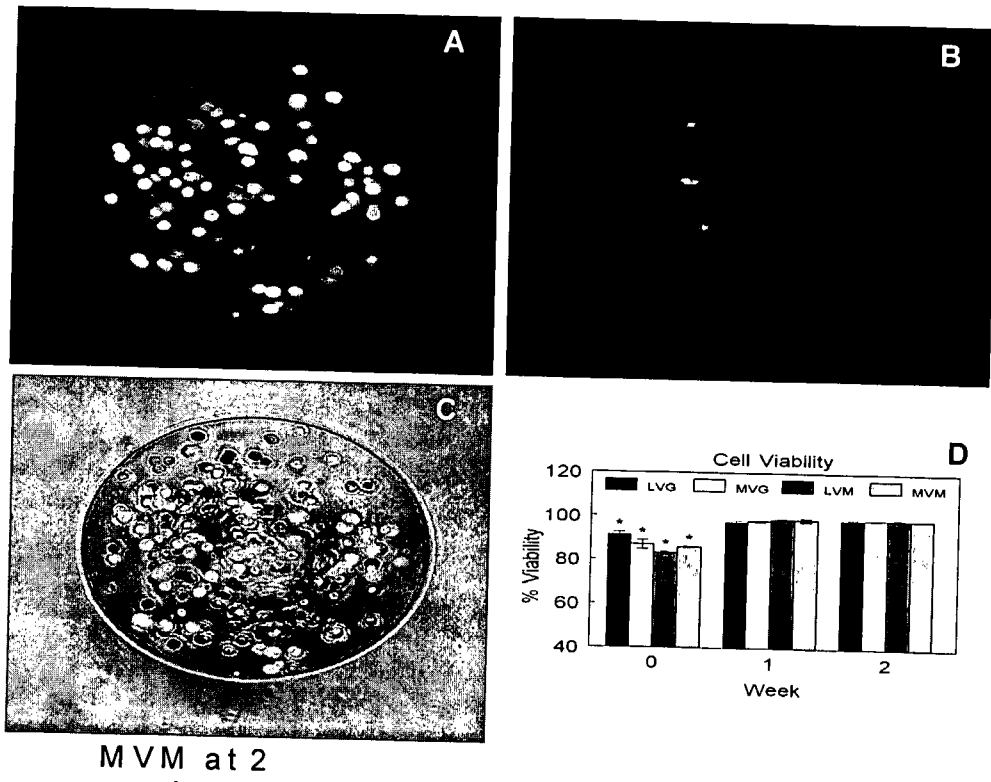 A
B
C
D
Cell Viability
LVG MVG LVM MVM
120
100
80
60
40
% Viability
* * * *
0 1 2
Week
MVM at 2